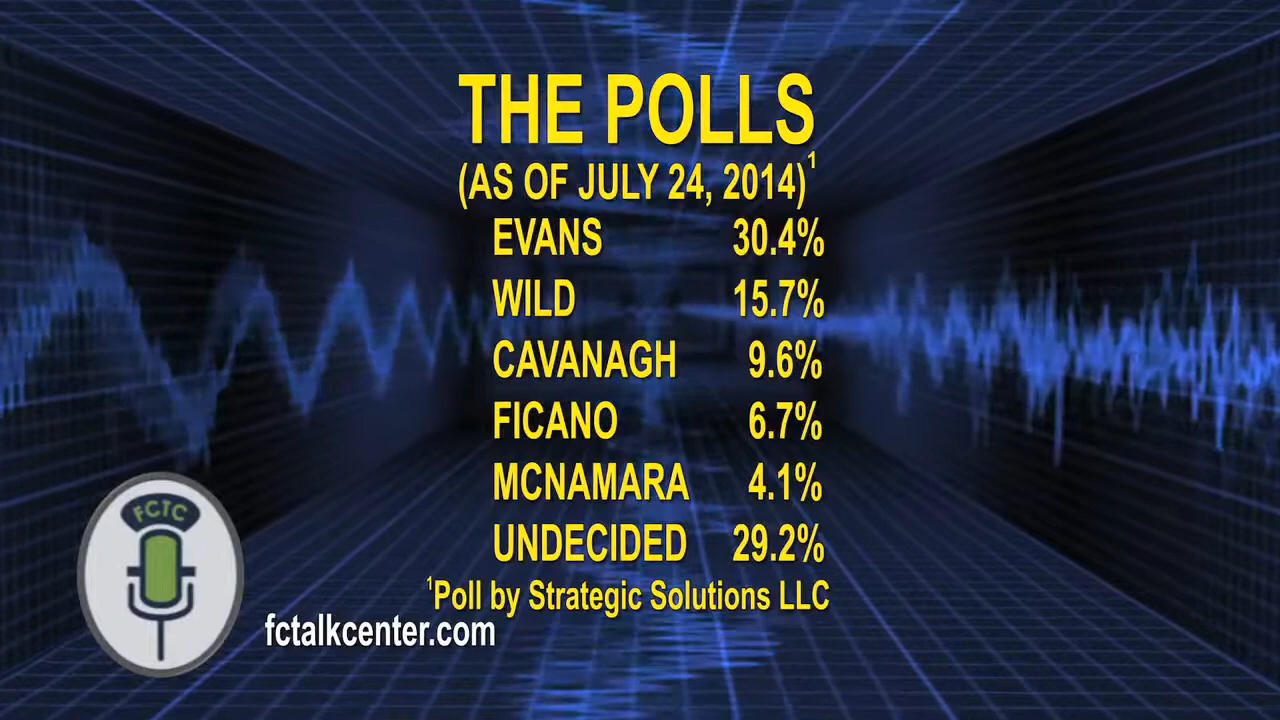 THE POLLS
(AS OF JULY 24, 2014)¹
EVANS 30.4%
WILD 15.7%
CAVANAGH 9.6%
FICANO 6.7%
MCNAMARA 4.1%
UNDECIDED 29.2%
¹Poll by Strategic Solutions LLC
FCTC
fctalkcenter.com